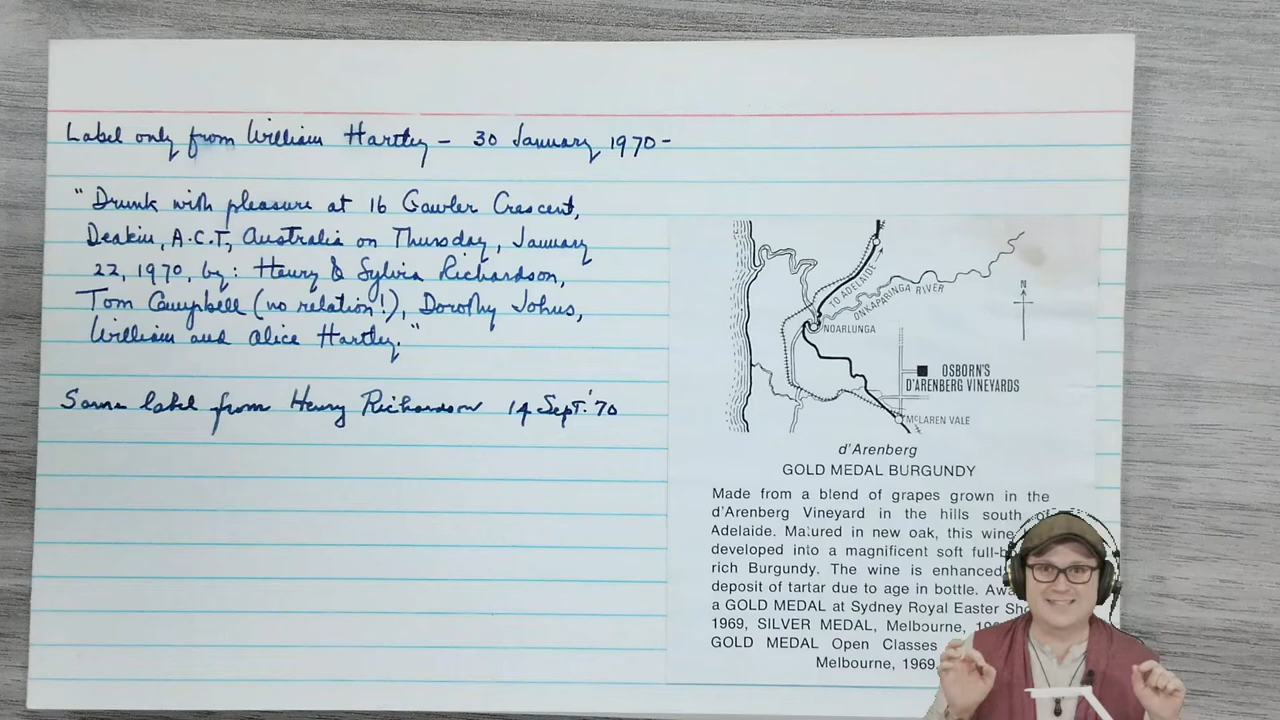 Label only from William Hartley – 30 January 1970 –
"Drunk with pleasure at 16 Gawler Crescent,
Deakin, A.C.T., Australia on Thursday, January
22, 1970, by: Henry & Sylvia Richardson,
Tom Campbell (no relation!), Dorothy Johns,
William and Alice Hartley."
Same label from Henry Richardson 14 Sept. '70
TO ADELAIDE
ONKAPARINGA RIVER
N
NOARLUNGA
OSBORN'S
D'ARENBERG VINEYARDS
McLAREN VALE
d'Arenberg
GOLD MEDAL BURGUNDY
Made from a blend of grapes grown in the
d'Arenberg Vineyard in the hills south of
Adelaide. Matured in new oak, this wine
developed into a magnificent soft
rich Burgundy. The wine is enhanced
deposit of tartar due to age in bottle.
a GOLD MEDAL at Sydney Royal Easter
1969, SILVER MEDAL, Melbourne,
GOLD MEDAL Open Classes
Melbourne, 1969.